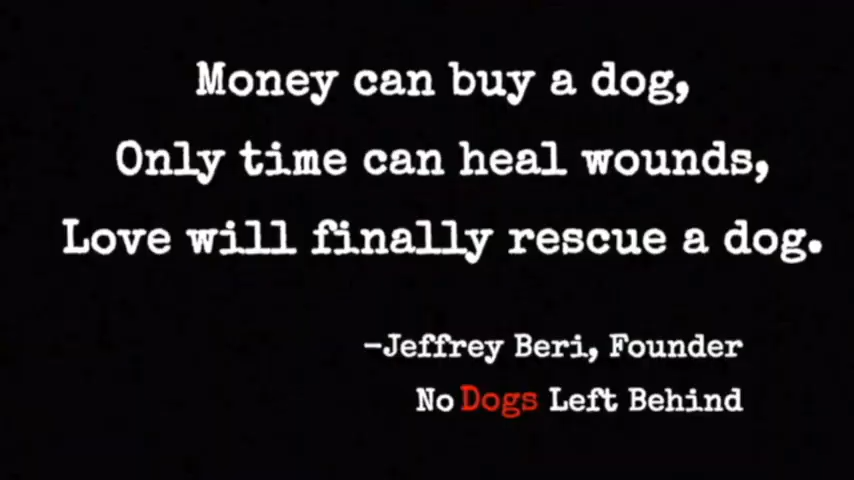 Money can buy a dog,
Only time can heal wounds,
Love will finally rescue a dog.
-Jeffrey Beri, Founder
No Dogs Left Behind